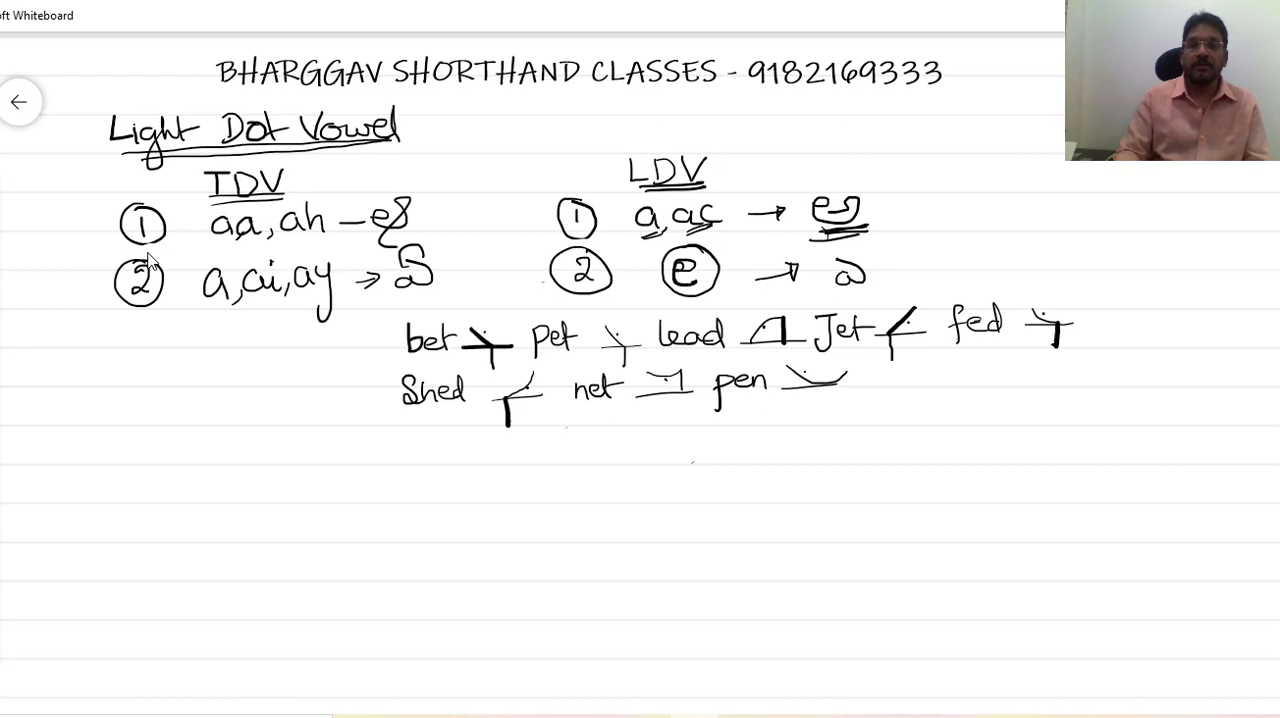 oft Whiteboard
BHARGGAV SHORTHAND CLASSES - 9182169333
Light Dot Vowel
TDV LDV
① aa, ah – ① a, ac →
② a, ai, ay → ② e →
bet pet lead Jet fed
Shed net pen